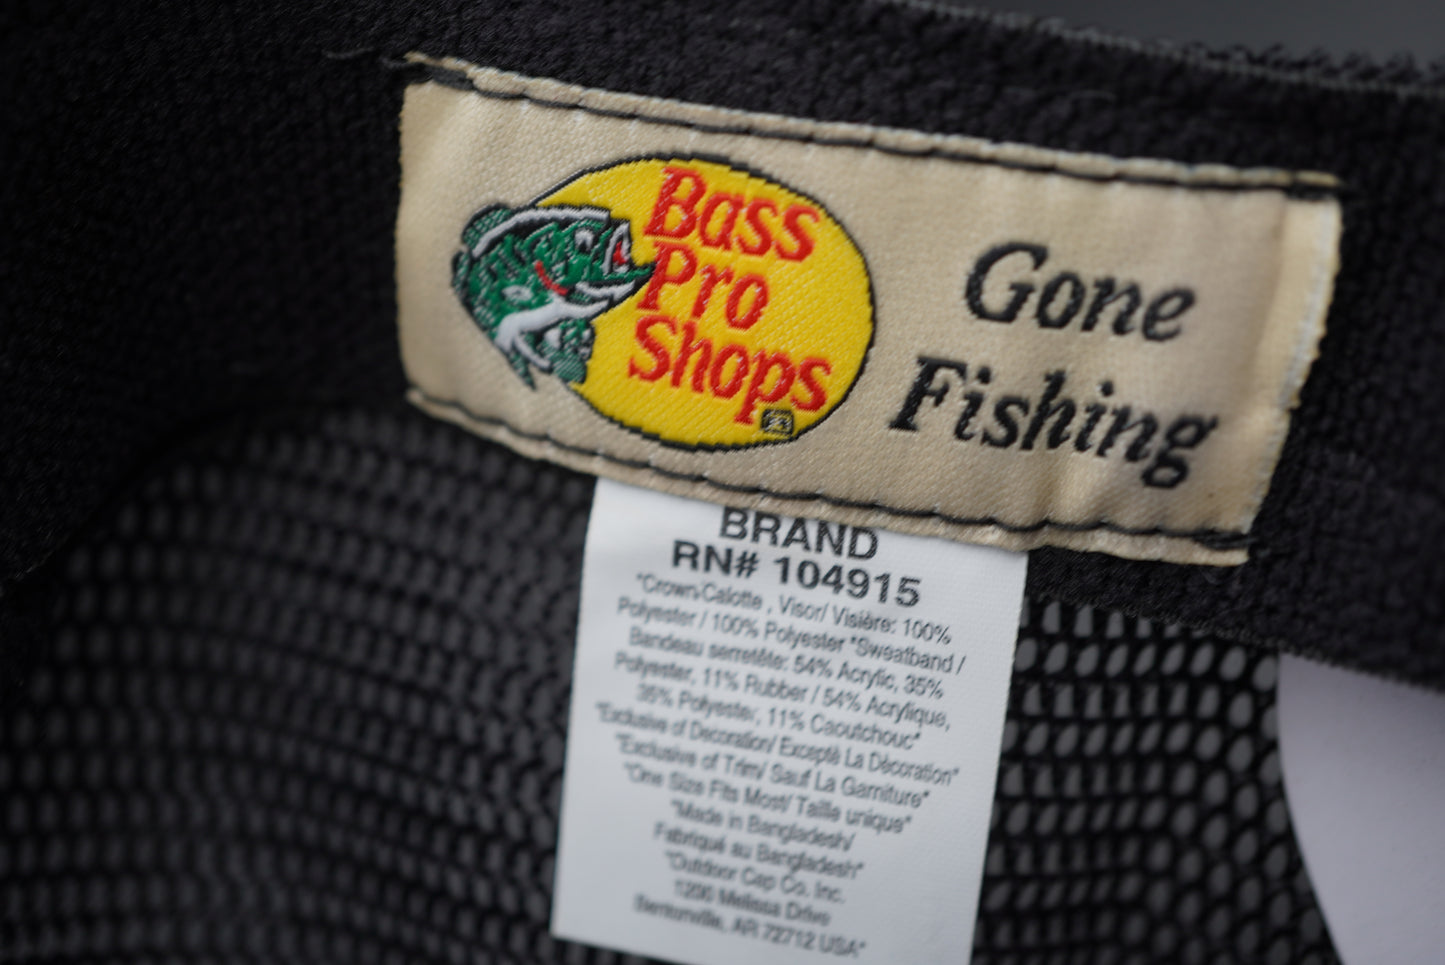 Bass
Pro
Shops
Gone
Fishing
BRAND
RN# 104915
"Crown-Calotte , Visor/ Visière: 100%
Polyester / 100% Polyester "Sweatband /
Bandeau serretête: 54% Acrylic, 35%
Polyester, 11% Rubber / 54% Acrylique,
35% Polyester, 11% Caoutchouc"
"Exclusive of Decoration/ Excepté La Décoration"
"Exclusive of Trim/ Sauf La Garniture"
"One Size Fits Most/ Taille unique"
"Made in Bangladesh/
Fabriqué au Bangladesh"
"Outdoor Cap Co. Inc.
1200 Melissa Drive
Bentonville, AR 72712 USA"